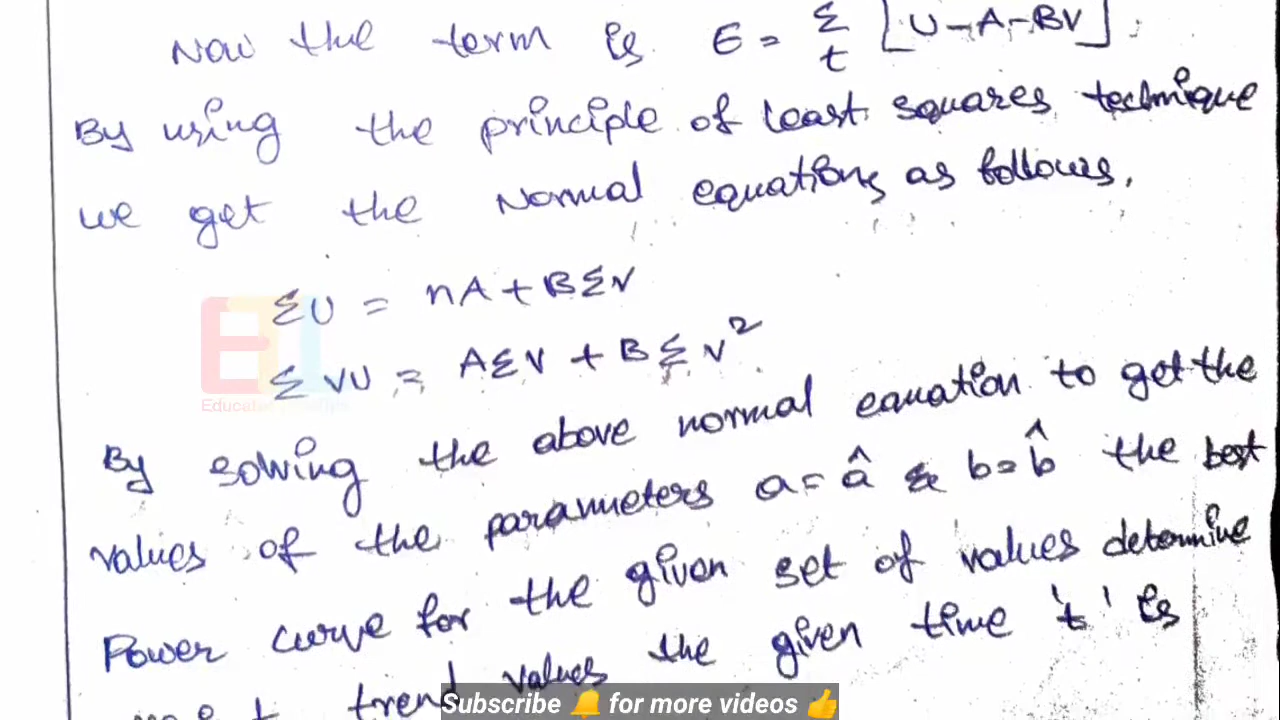 Now the term is E = Σ t [U-A-BV]
By using the principle of least squares technique
we get the Normal equations as follows,
ΣU = nA + BΣV
Σ VU = AΣV + BΣV²
By solving the above normal equation to get the
values of the parameters a = â & b = b̂ the best
Power curve for the given set of values determine
trend values the given time 't' is
Subscribe 🔔 for more videos 👍